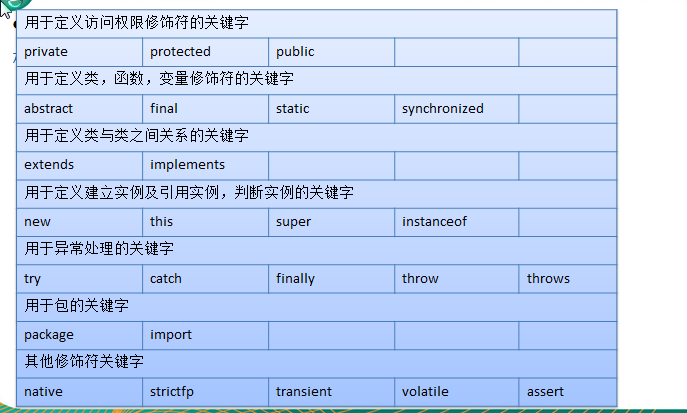 用于定义访问权限修饰符的关键字
private protected public
用于定义类，函数，变量修饰符的关键字
abstract final static synchronized
用于定义类与类之间关系的关键字
extends implements
用于定义建立实例及引用实例，判断实例的关键字
new this super instanceof
用于异常处理的关键字
try catch finally throw throws
用于包的关键字
package import
其他修饰符关键字
native strictfp transient volatile assert